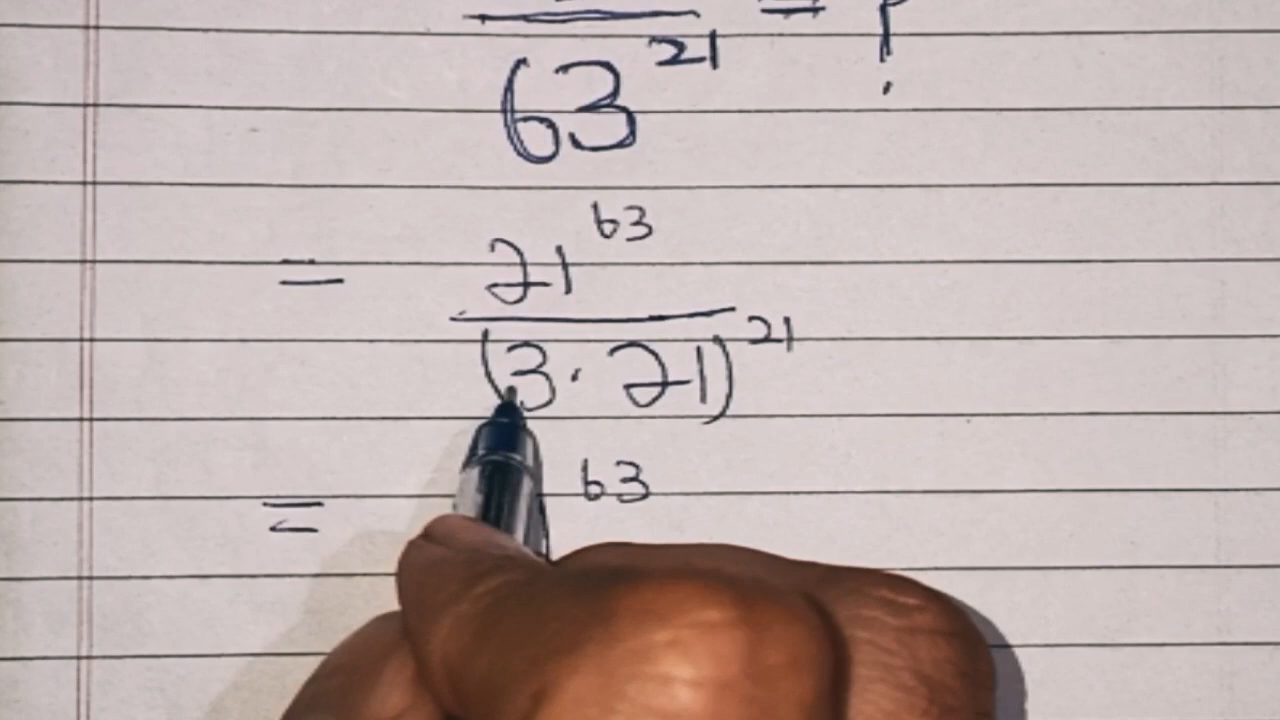 / 63^21 = ?
= 21^63 / (3 · 21)^21
= 63